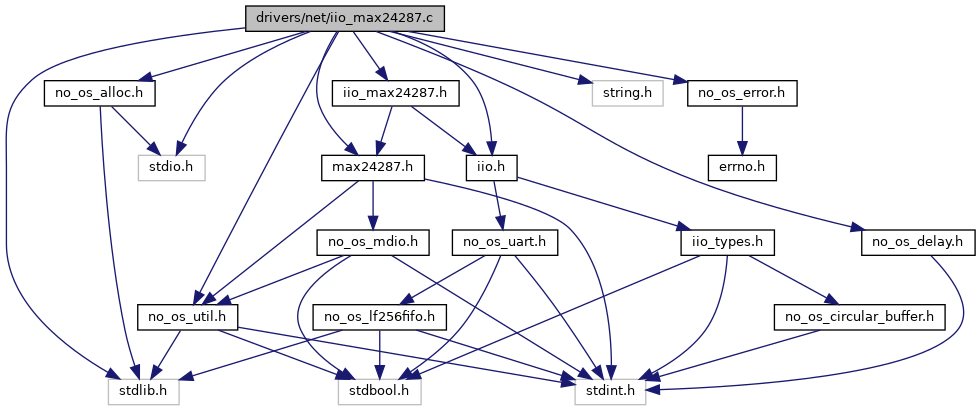 drivers/net/iio_max24287.c
no_os_alloc.h
iio_max24287.h
string.h
no_os_error.h
stdio.h
max24287.h
iio.h
errno.h
no_os_mdio.h
no_os_uart.h
iio_types.h
no_os_delay.h
no_os_util.h
no_os_lf256fifo.h
no_os_circular_buffer.h
stdlib.h
stdbool.h
stdint.h